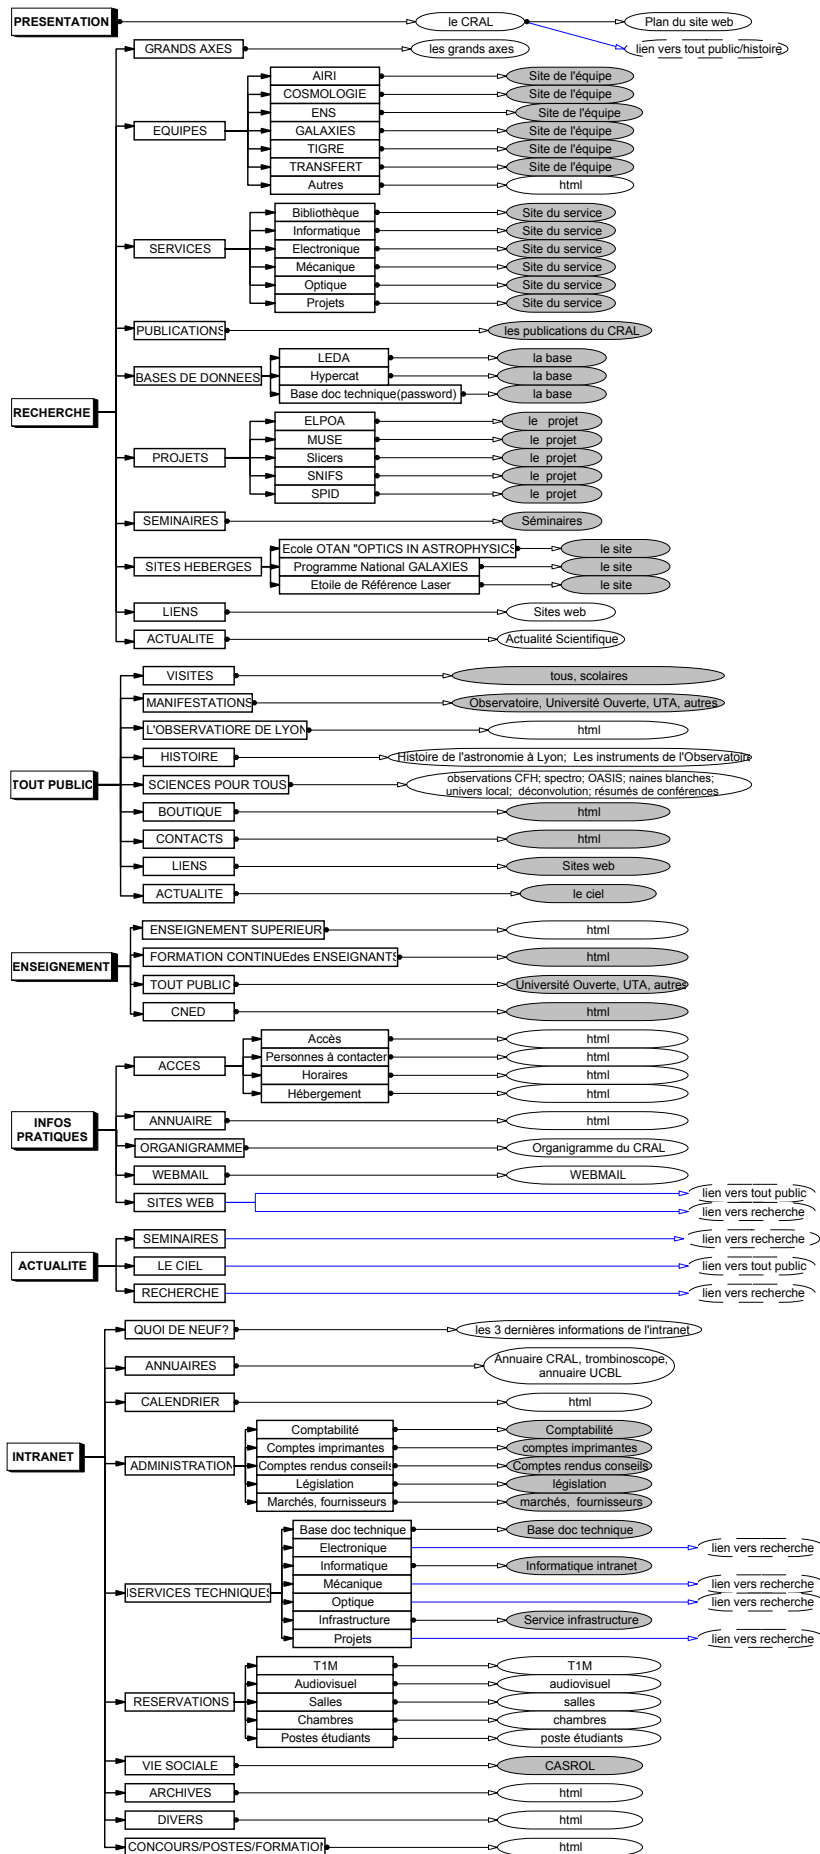 PRESENTATION
le CRAL
Plan du site web
lien vers tout public/histoire
RECHERCHE
GRANDS AXES
les grands axes
EQUIPES
AIRI
Site de l'équipe
COSMOLOGIE
Site de l'équipe
ENS
Site de l'équipe
GALAXIES
Site de l'équipe
TIGRE
Site de l'équipe
TRANSFERT
Site de l'équipe
Autres
html
SERVICES
Bibliothèque
Site du service
Informatique
Site du service
Electronique
Site du service
Mécanique
Site du service
Optique
Site du service
Projets
Site du service
PUBLICATIONS
les publications du CRAL
BASES DE DONNEES
LEDA
la base
Hypercat
la base
Base doc technique(password)
la base
PROJETS
ELPOA
le projet
MUSE
le projet
Slicers
le projet
SNIFS
le projet
SPID
le projet
SEMINAIRES
Séminaires
SITES HEBERGES
Ecole OTAN "OPTICS IN ASTROPHYSICS
le site
Programme National GALAXIES
le site
Etoile de Référence Laser
le site
LIENS
Sites web
ACTUALITE
Actualité Scientifique
TOUT PUBLIC
VISITES
tous, scolaires
MANIFESTATIONS
Observatoire, Université Ouverte, UTA, autres
L'OBSERVATIORE DE LYON
html
HISTOIRE
Histoire de l'astronomie à Lyon; Les instruments de l'Observatoire
SCIENCES POUR TOUS
observations CFH; spectro; OASIS; naines blanches;
univers local; déconvolution; résumés de conférences
BOUTIQUE
html
CONTACTS
html
LIENS
Sites web
ACTUALITE
le ciel
ENSEIGNEMENT
ENSEIGNEMENT SUPERIEUR
html
FORMATION CONTINUEdes ENSEIGNANTS
html
TOUT PUBLIC
Université Ouverte, UTA, autres
CNED
html
INFOS
PRATIQUES
ACCES
Accès
html
Personnes à contacter
html
Horaires
html
Hébergement
html
ANNUAIRE
html
ORGANIGRAMME
Organigramme du CRAL
WEBMAIL
WEBMAIL
SITES WEB
lien vers tout public
lien vers recherche
ACTUALITE
SEMINAIRES
lien vers recherche
LE CIEL
lien vers tout public
RECHERCHE
lien vers recherche
INTRANET
QUOI DE NEUF?
les 3 dernières informations de l'intranet
ANNUAIRES
Annuaire CRAL, trombinoscope,
annuaire UCBL
CALENDRIER
html
ADMINISTRATION
Comptabilité
Comptabilité
Comptes imprimantes
comptes imprimantes
Comptes rendus conseils
Comptes rendus conseils
Législation
législation
Marchés, fournisseurs
marchés, fournisseurs
SERVICES TECHNIQUES
Base doc technique
Base doc technique
Electronique
lien vers recherche
Informatique
Informatique intranet
Mécanique
lien vers recherche
Optique
lien vers recherche
Infrastructure
Service infrastructure
Projets
lien vers recherche
RESERVATIONS
T1M
T1M
Audiovisuel
audiovisuel
Salles
salles
Chambres
chambres
Postes étudiants
poste étudiants
VIE SOCIALE
CASROL
ARCHIVES
html
DIVERS
html
CONCOURS/POSTES/FORMATION
html